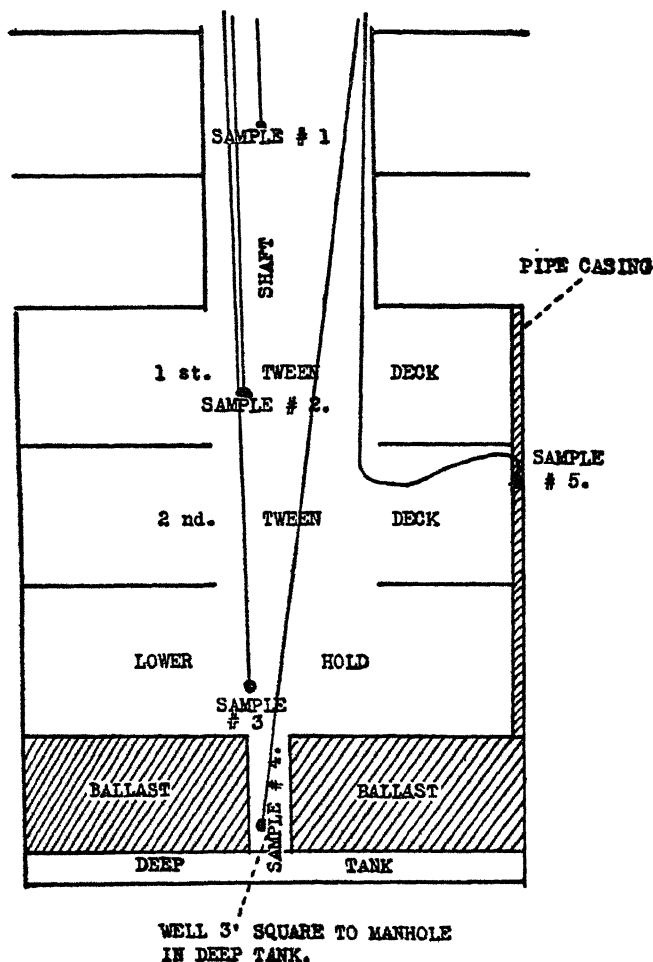 SAMPLE # 1
SHAFT
PIPE CASING
1 st. TWEEN DECK
SAMPLE # 2.
SAMPLE
# 5.
2 nd. TWEEN DECK
LOWER HOLD
SAMPLE
# 3
SAMPLE # 4.
BALLAST BALLAST
DEEP TANK
WELL 3' SQUARE TO MANHOLE
IN DEEP TANK.